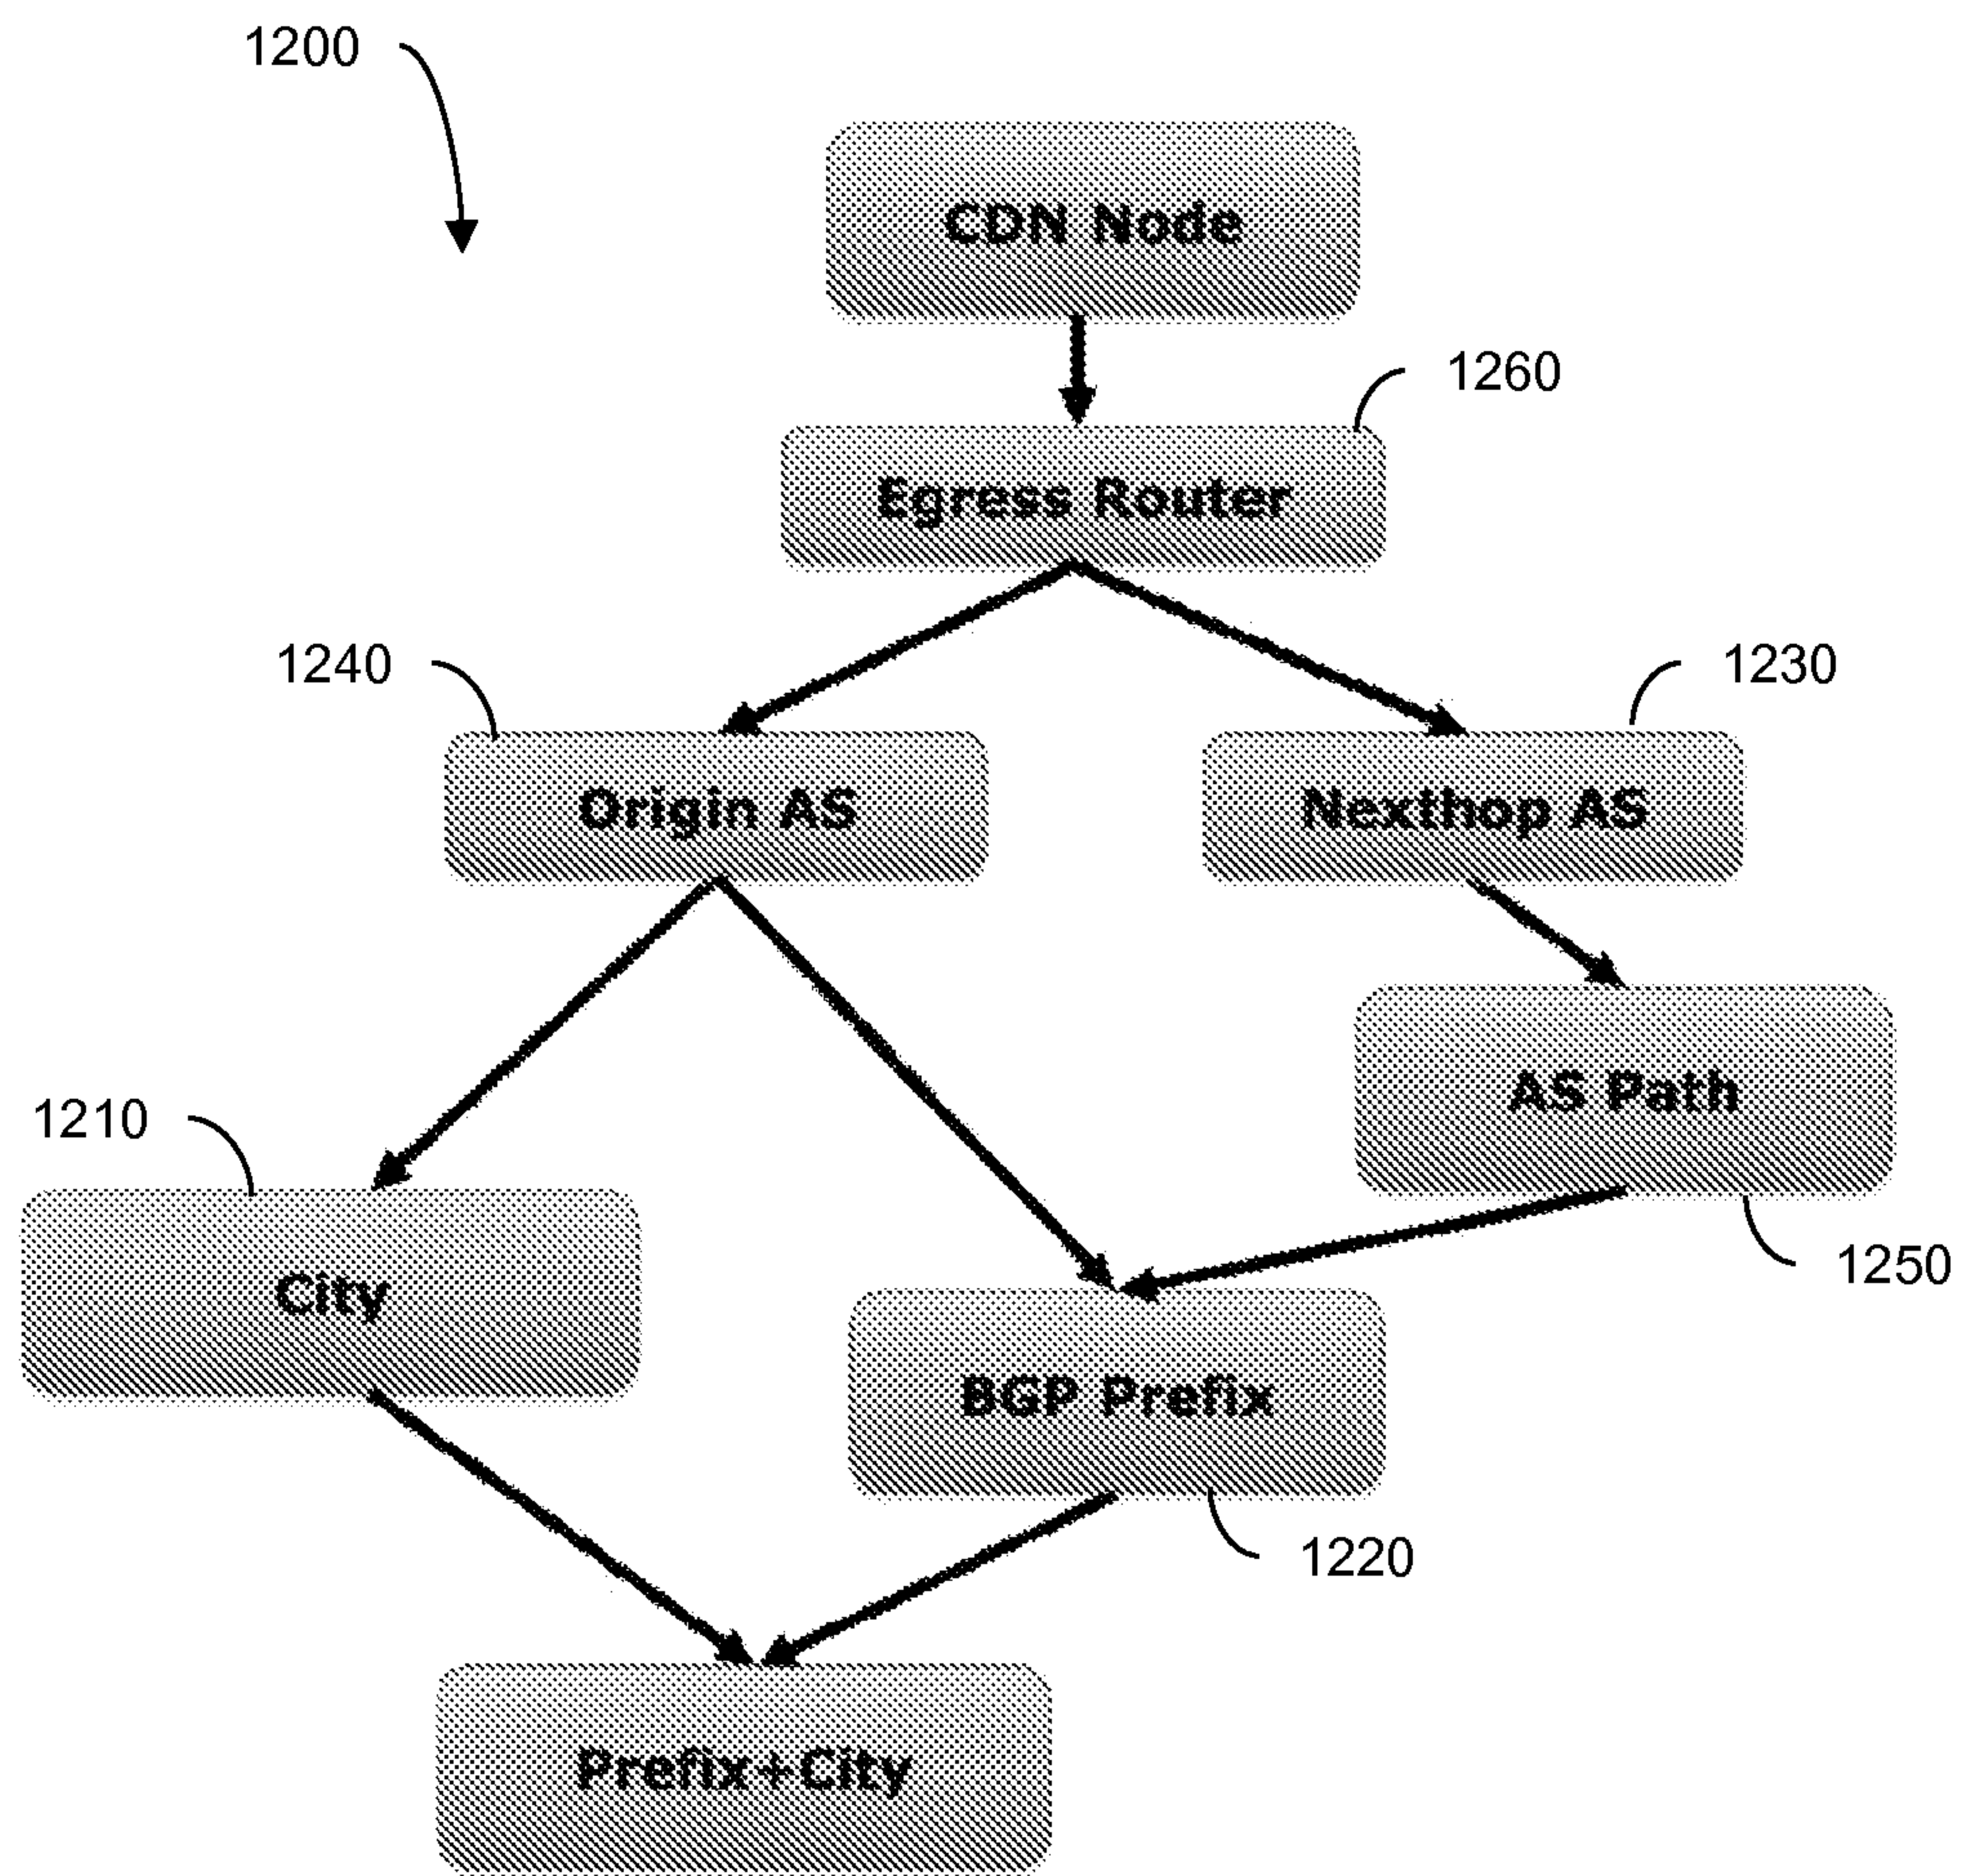 1200
CDN Node
1260
Egress Router
1240
1230
Origin AS
Nexthop AS
AS Path
1210
1250
City
BGP Prefix
1220
Prefix+City